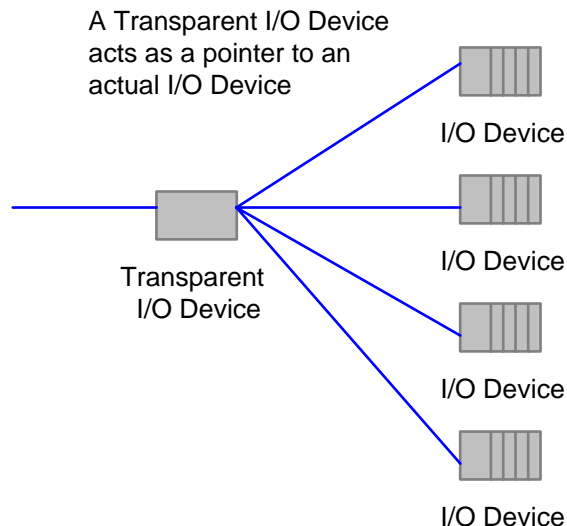 A Transparent I/O Device
acts as a pointer to an
actual I/O Device
I/O Device
I/O Device
Transparent
I/O Device
I/O Device
I/O Device